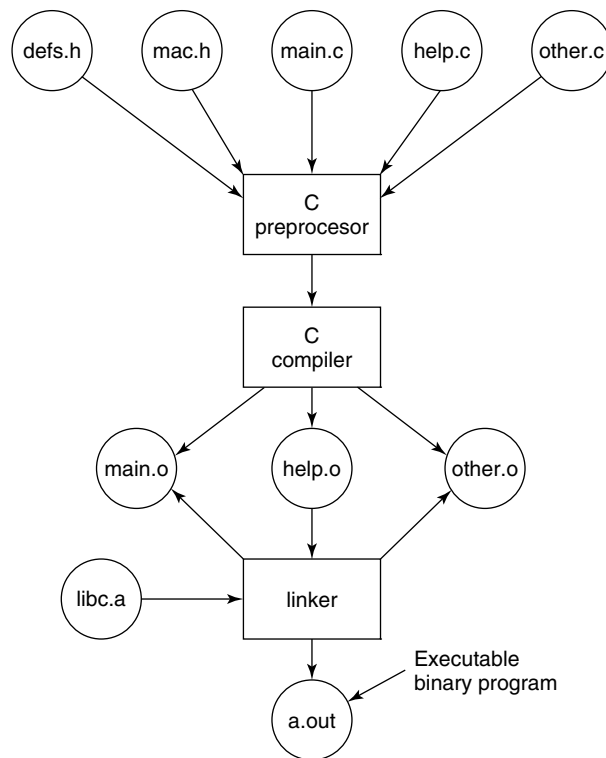 defs.h
mac.h
main.c
help.c
other.c
C
preprocesor
C
compiler
main.o
help.o
other.o
libc.a
linker
Executable
binary program
a.out